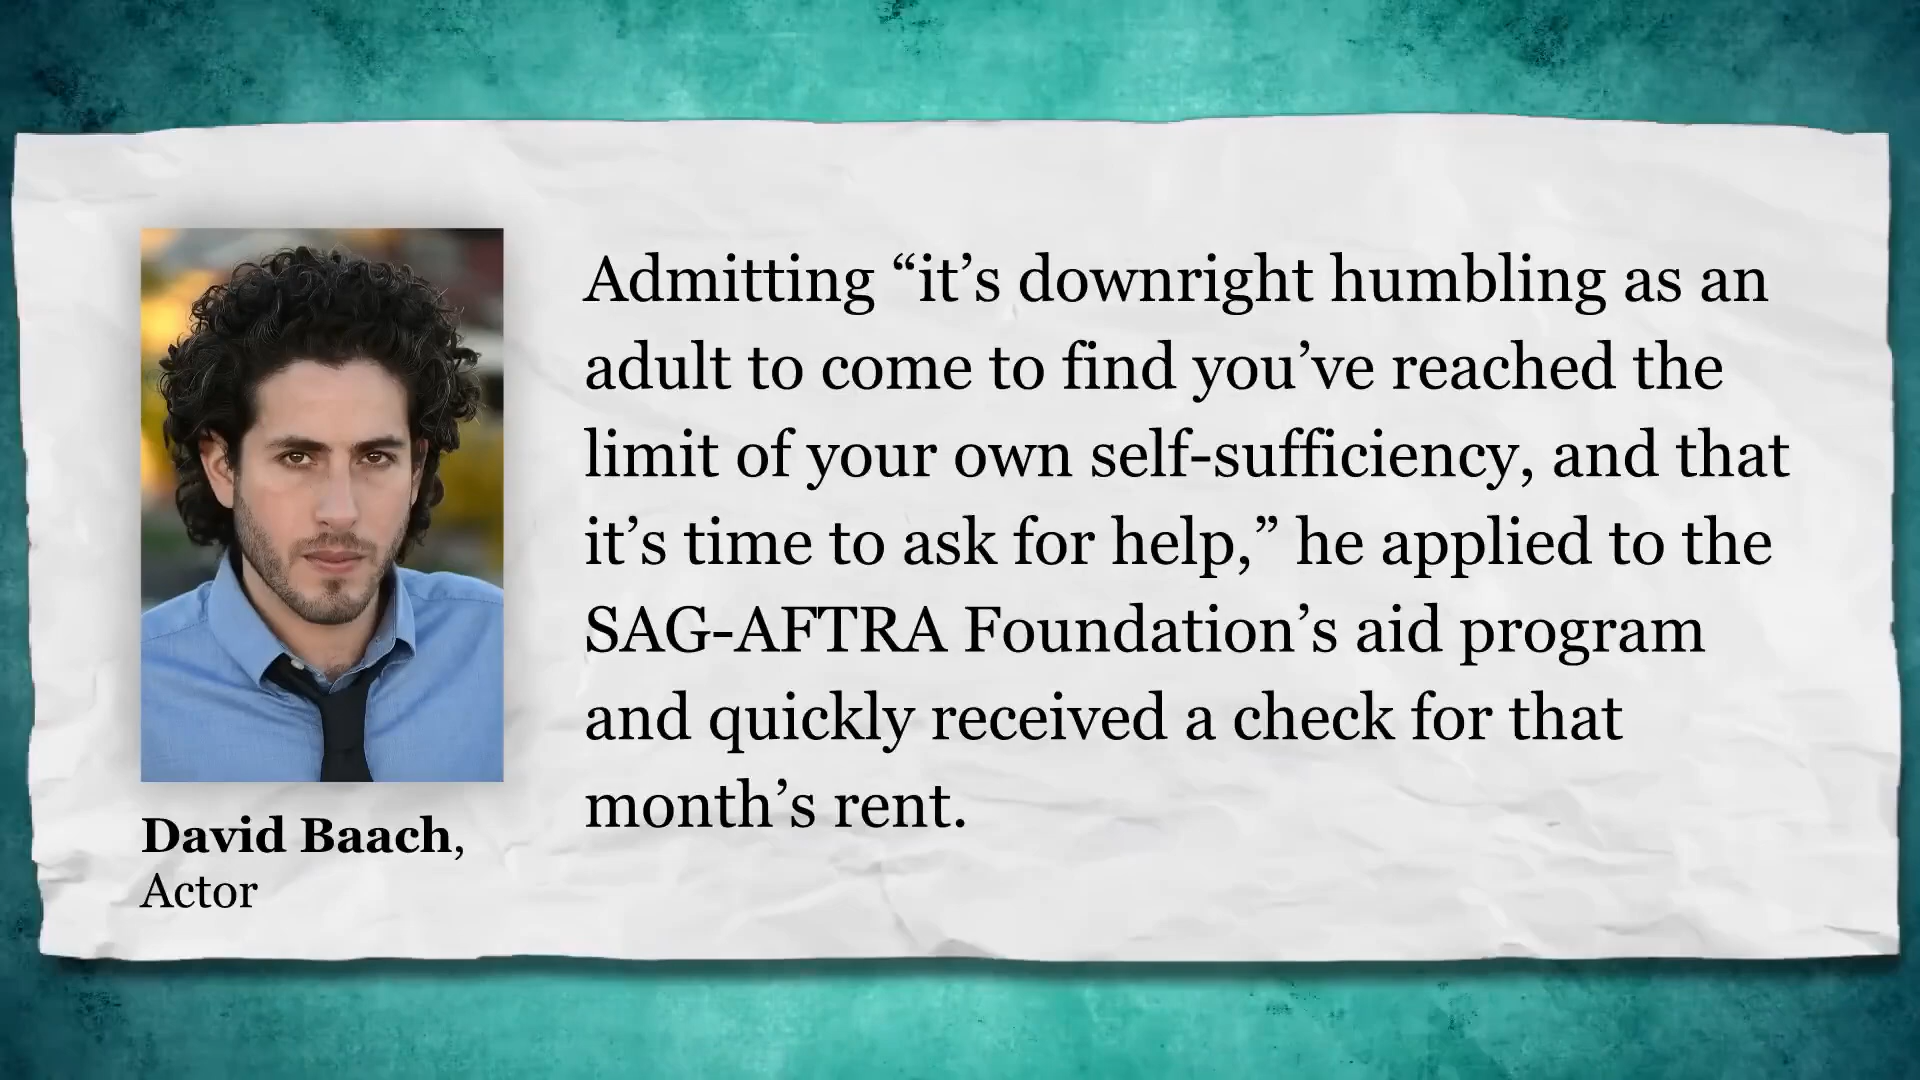 Admitting “it’s downright humbling as an
adult to come to find you’ve reached the
limit of your own self-sufficiency, and that
it’s time to ask for help,” he applied to the
SAG-AFTRA Foundation’s aid program
and quickly received a check for that
month’s rent.
David Baach,
Actor